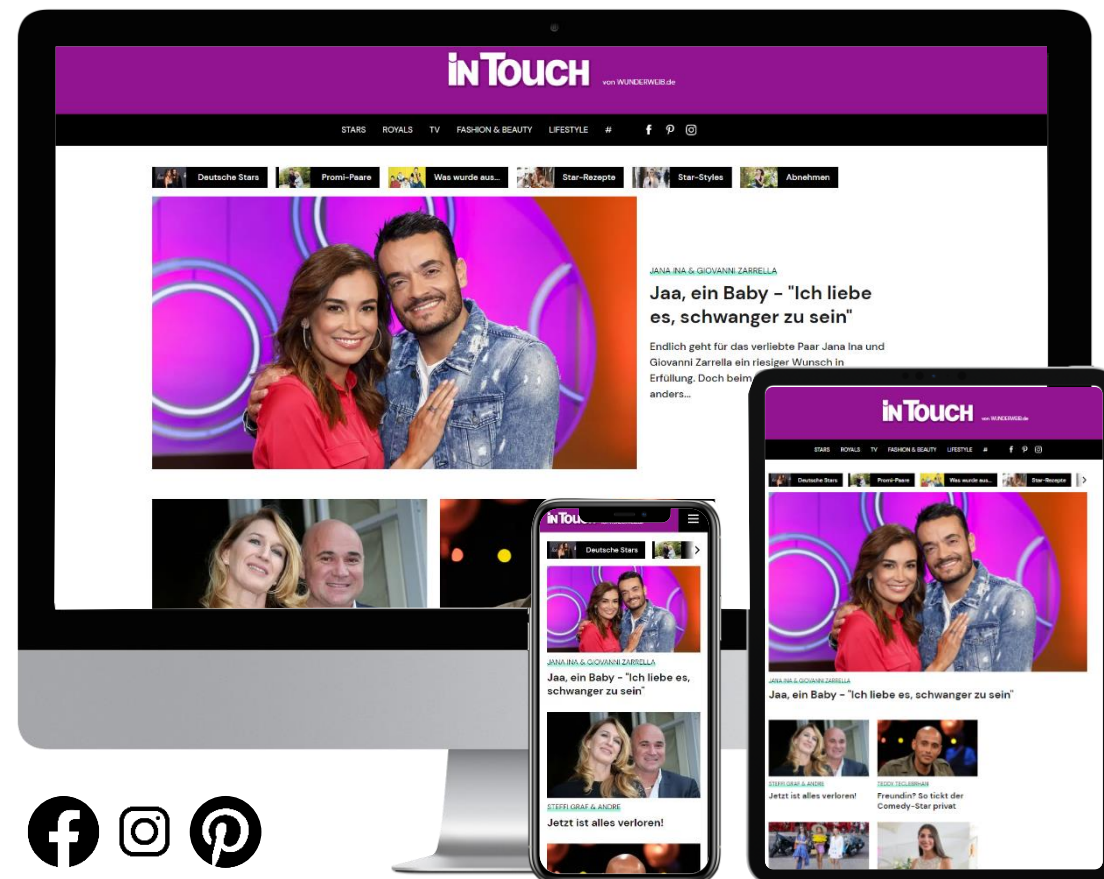 iN TOUCH von WUNDERWEIB.de
STARS ROYALS TV FASHION & BEAUTY LIFESTYLE #
Deutsche Stars Promi-Paare Was wurde aus... Star-Rezepte Star-Styles Abnehmen
JANA INA & GIOVANNI ZARRELLA
Jaa, ein Baby - "Ich liebe
es, schwanger zu sein"
Endlich geht für das verliebte Paar Jana Ina und
Giovanni Zarrella ein riesiger Wunsch in
Erfüllung. Doch beim
anders...
iN TOUCH von WUNDERWEIB.de
STARS ROYALS TV FASHION & BEAUTY LIFESTYLE #
Deutsche Stars Promi-Paare Was wurde aus... Star-Rezepte
JANA INA & GIOVANNI ZARRELLA
Jaa, ein Baby - "Ich liebe es, schwanger zu sein"
STEFFI GRAF & ANDRE
Jetzt ist alles verloren!
TEDDY TECLEBRHAN
Freundin? So tickt der
Comedy-Star privat
iN TOU
Deutsche Stars
JANA INA & GIOVANNI ZARRELLA
Jaa, ein Baby - "Ich liebe es,
schwanger zu sein"
STEFFI GRAF & ANDRE
Jetzt ist alles verloren!